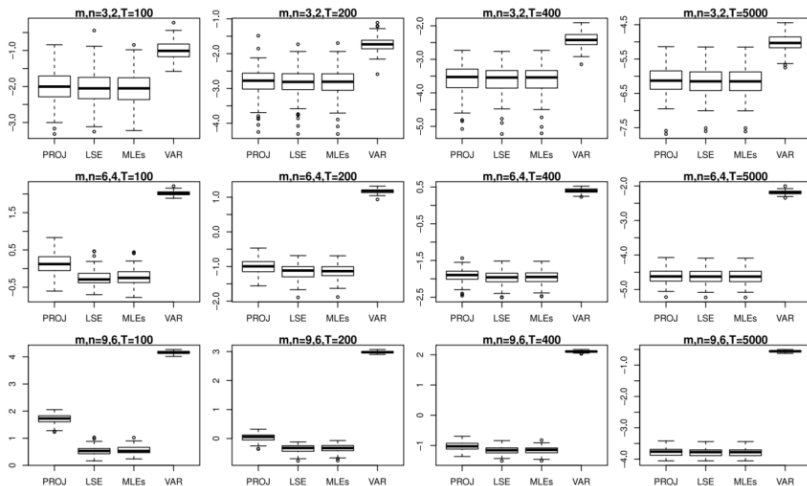 m,n=3,2,T=100
m,n=3,2,T=200
m,n=3,2,T=400
m,n=3,2,T=5000
-1.0
-2.0
-3.0
-1.0
-2.0
-3.0
-4.0
-2.0
-3.0
-4.0
-5.0
-4.5
-5.5
-6.5
-7.5
PROJ LSE MLEs VAR
PROJ LSE MLEs VAR
PROJ LSE MLEs VAR
PROJ LSE MLEs VAR
m,n=6,4,T=100
m,n=6,4,T=200
m,n=6,4,T=400
m,n=6,4,T=5000
1.5
0.5
-0.5
1.0
0.0
-1.0
-2.0
0.5
-0.5
-1.5
-2.5
-2.0
-3.0
-4.0
-5.0
PROJ LSE MLEs VAR
PROJ LSE MLEs VAR
PROJ LSE MLEs VAR
PROJ LSE MLEs VAR
m,n=9,6,T=100
m,n=9,6,T=200
m,n=9,6,T=400
m,n=9,6,T=5000
4
3
2
1
0
3
2
1
0
2
1
0
-1
-1.0
-2.0
-3.0
-4.0
PROJ LSE MLEs VAR
PROJ LSE MLEs VAR
PROJ LSE MLEs VAR
PROJ LSE MLEs VAR